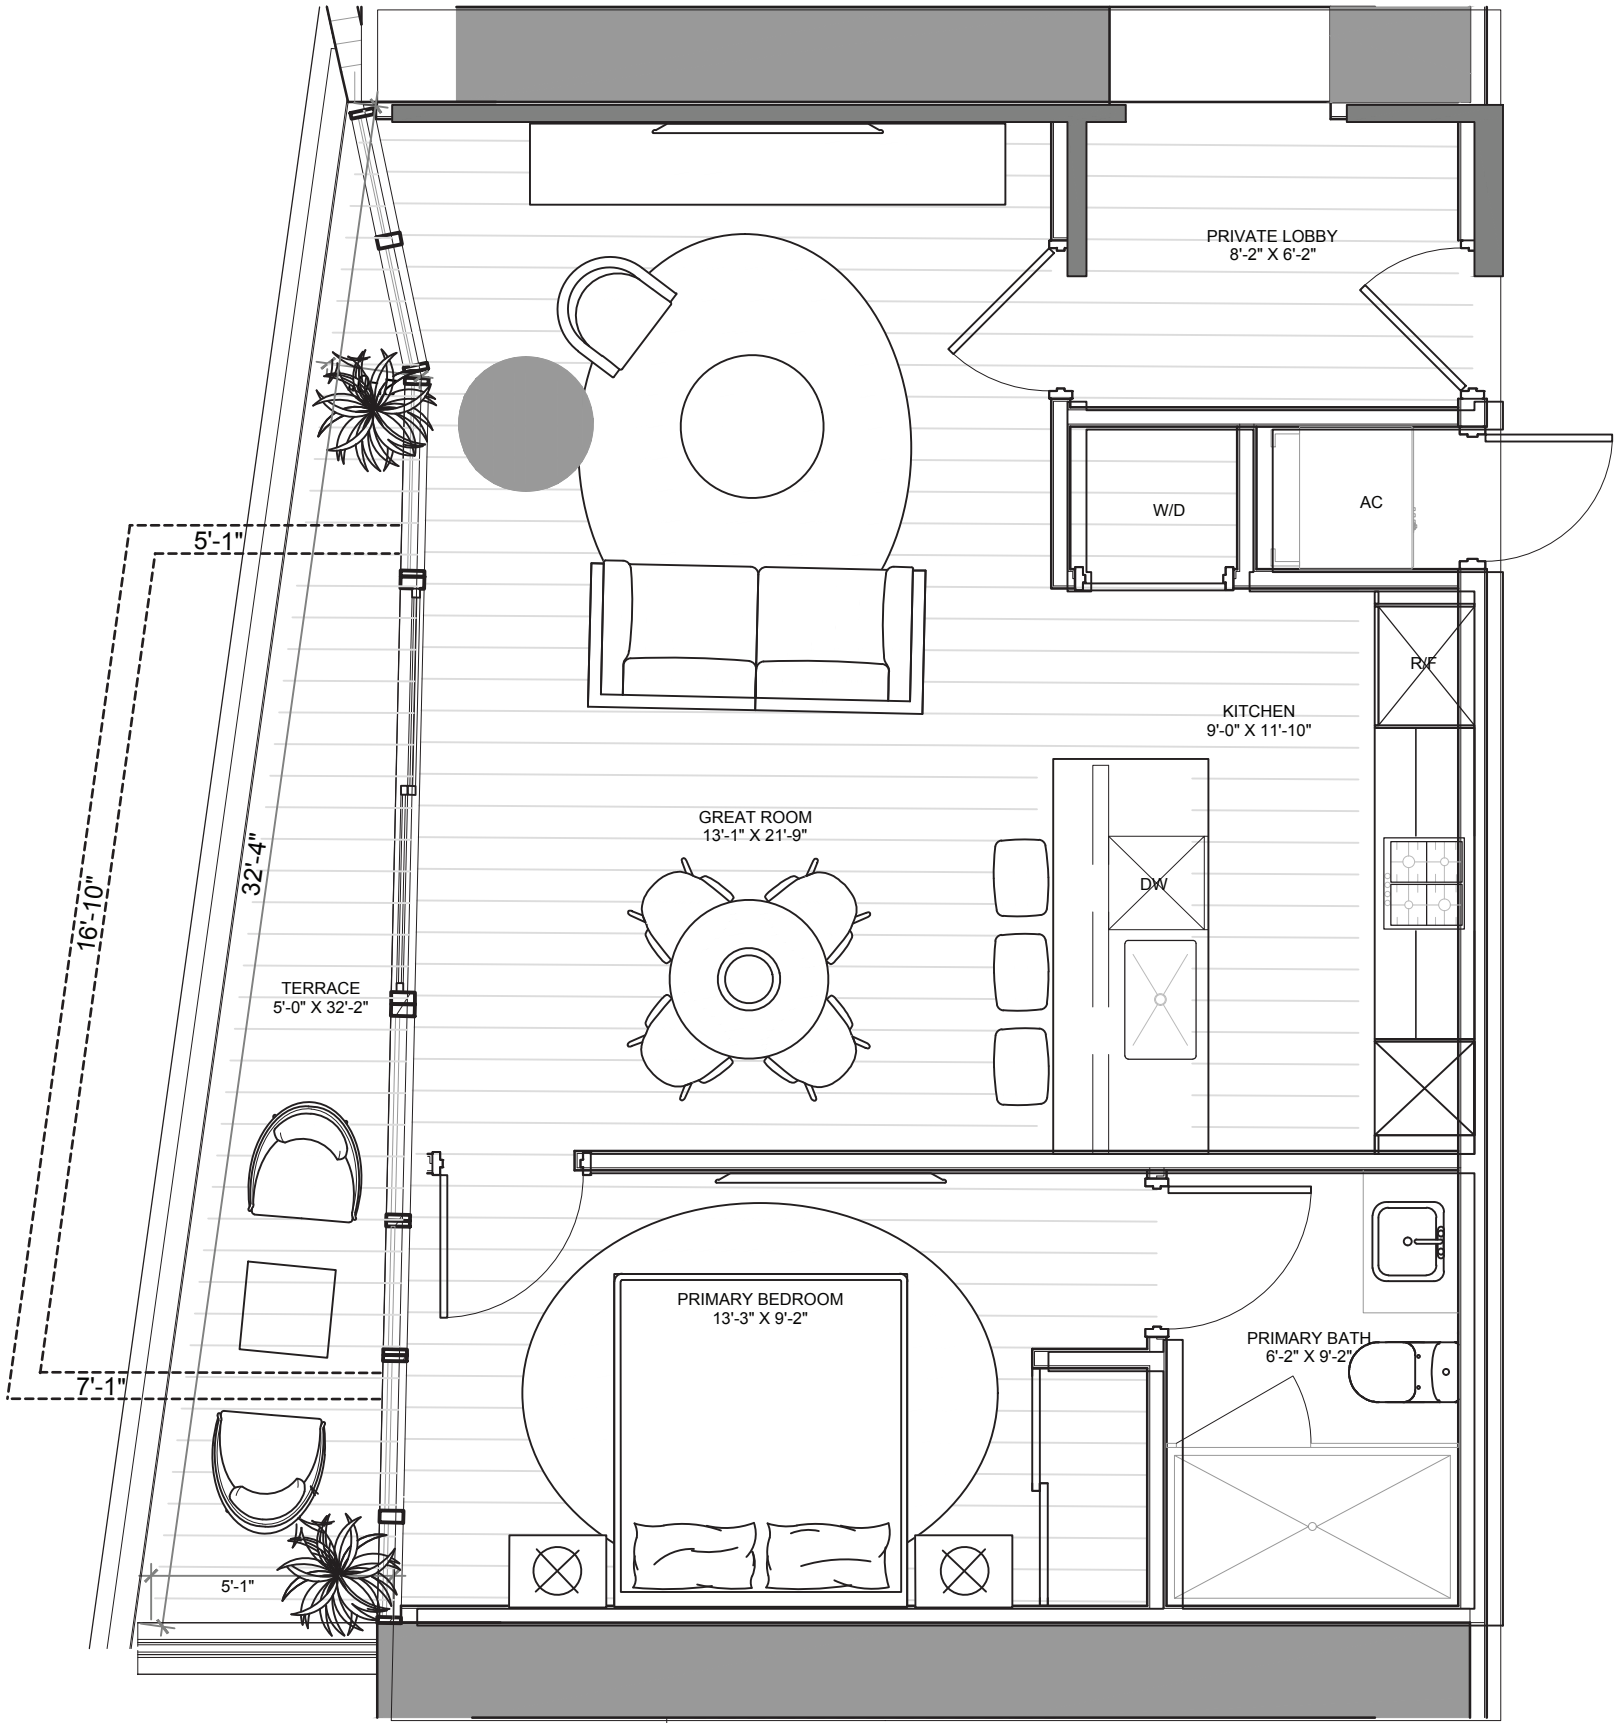 PRIVATE LOBBY
8'-2" X 6'-2"
W/D
AC
5'-1"
R/F
KITCHEN
9'-0" X 11'-10"
GREAT ROOM
13'-1" X 21'-9"
32'-4"
DW
16'-10"
TERRACE
5'-0" X 32'-2"
PRIMARY BEDROOM
13'-3" X 9'-2"
PRIMARY BATH
6'-2" X 9'-2"
7'-1"
5'-1"